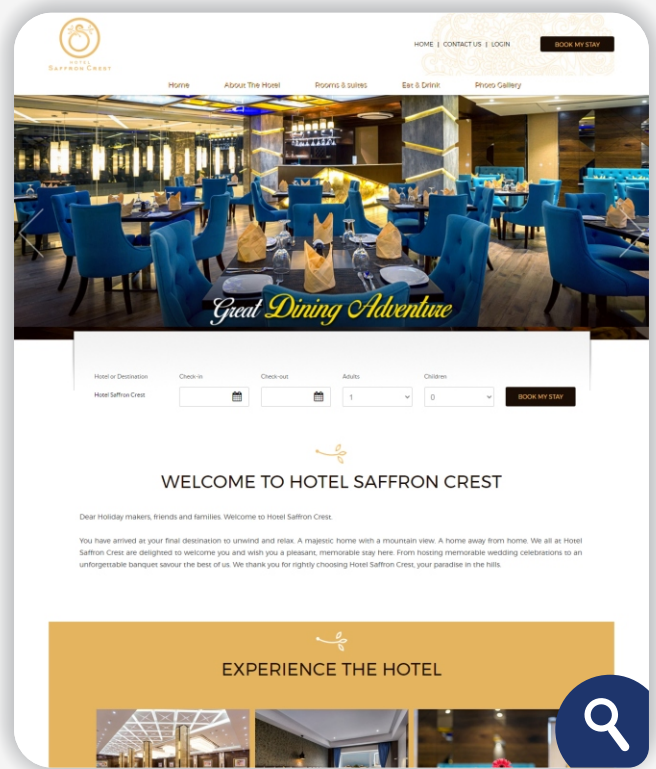 HOTEL
SAFFRON CREST
HOME | CONTACT US | LOGIN
BOOK MY STAY
Home About The Hotel Rooms & suites Eat & Drink Photo Gallery
Great Dining Adventure
Hotel or Destination Check-in Check-out Adults Children
Hotel Saffron Crest 1 0 BOOK MY STAY
WELCOME TO HOTEL SAFFRON CREST
Dear Holiday makers, friends and families. Welcome to Hotel Saffron Crest.
You have arrived at your final destination to unwind and relax. A majestic home with a mountain view. A home away from home. We all at Hotel
Saffron Crest are delighted to welcome you and wish you a pleasant, memorable stay here. From hosting memorable wedding celebrations to an
unforgettable banquet savour the best of us. We thank you for rightly choosing Hotel Saffron Crest, your paradise in the hills.
EXPERIENCE THE HOTEL